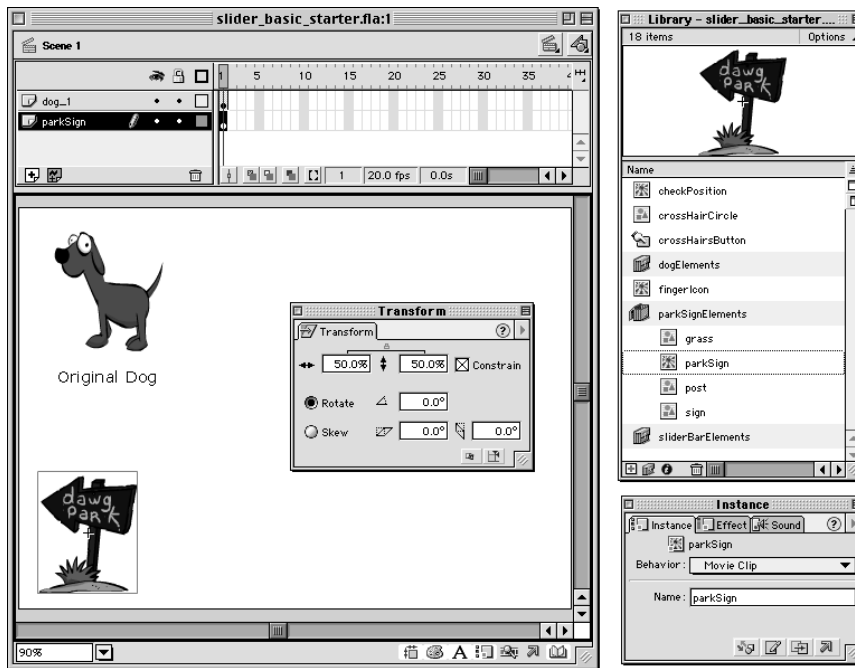 slider_basic_starter.fla:1
Scene 1
1 5 10 15 20 25 30 35 4
dog_1
parkSign
1 20.0 fps 0.0s
Original Dog
dawg
park
90%
Transform
Transform ?
50.0% 50.0% Constrain
Rotate 0.0°
Skew 0.0° 0.0°
Library – slider_basic_starter....
18 items Options
dawg
park
Name
checkPosition
crossHairCircle
crossHairsButton
dogElements
fingerIcon
parkSignElements
grass
parkSign
post
sign
sliderBarElements
Instance
Instance Effect Sound ?
parkSign
Behavior: Movie Clip
Name: parkSign